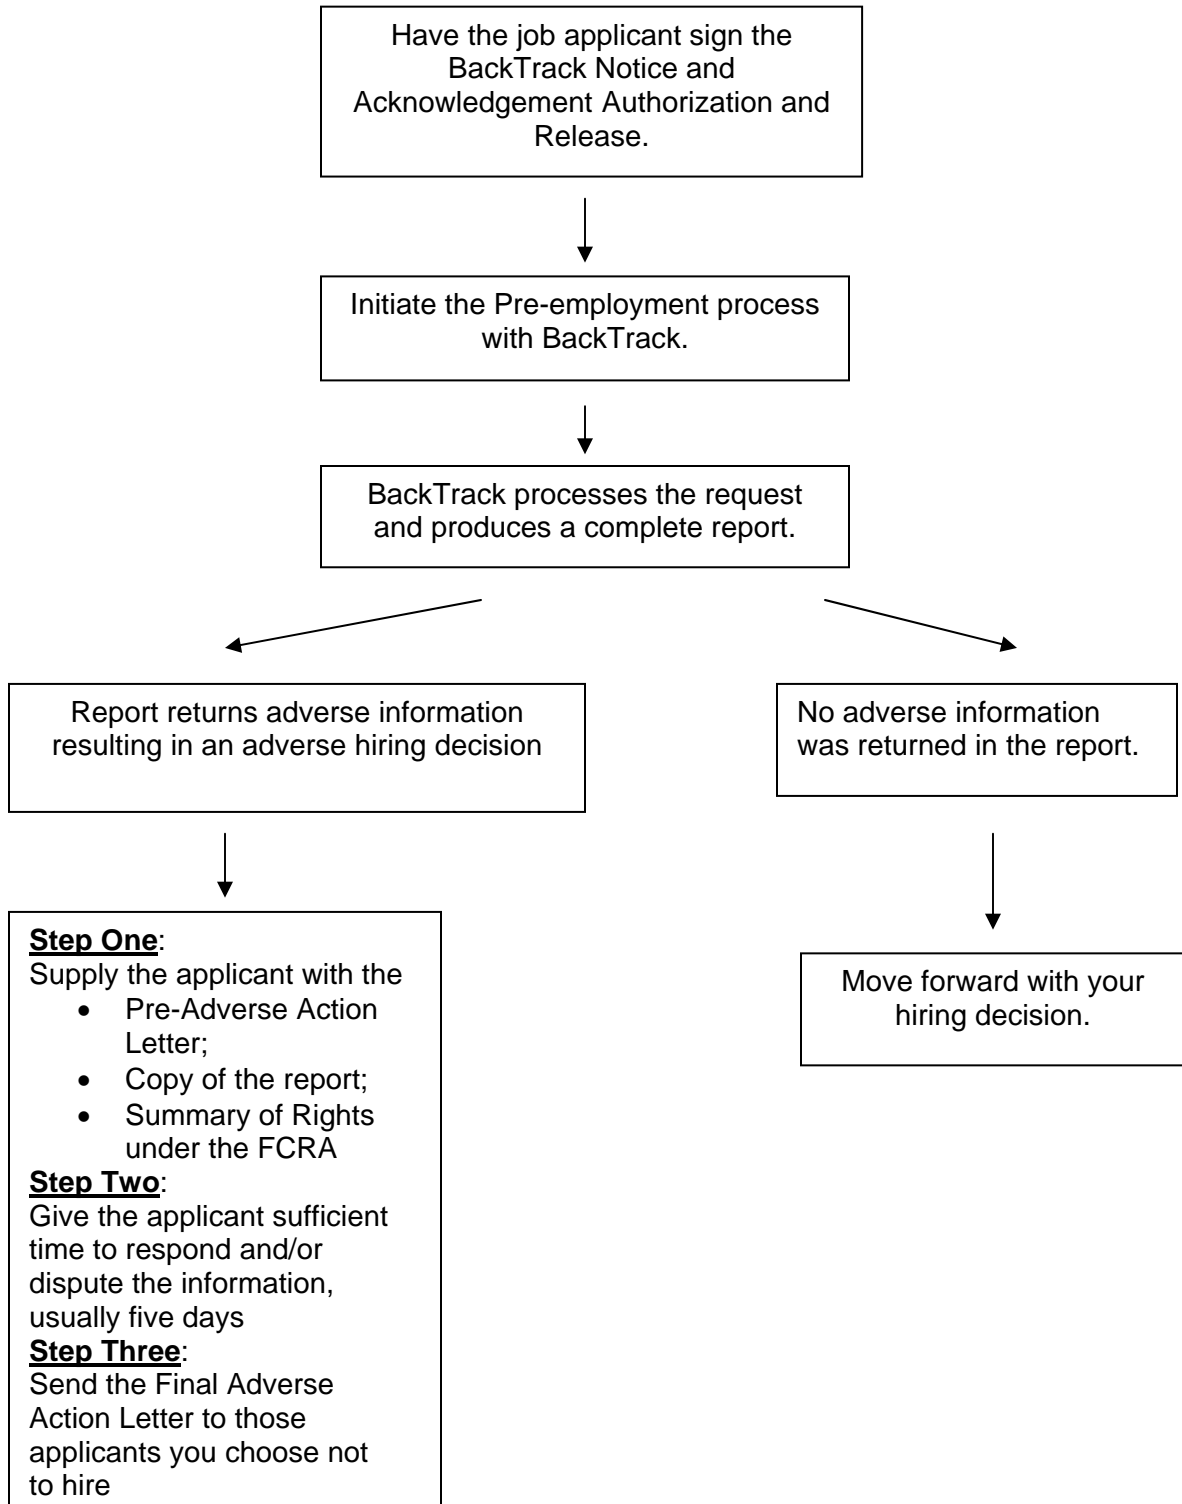 Have the job applicant sign the
BackTrack Notice and
Acknowledgement Authorization and
Release.
Initiate the Pre-employment process
with BackTrack.
BackTrack processes the request
and produces a complete report.
Report returns adverse information
resulting in an adverse hiring decision
No adverse information
was returned in the report.
Step One:
Supply the applicant with the
• Pre-Adverse Action
Letter;
• Copy of the report;
• Summary of Rights
under the FCRA
Step Two:
Give the applicant sufficient
time to respond and/or
dispute the information,
usually five days
Step Three:
Send the Final Adverse
Action Letter to those
applicants you choose not
to hire
Move forward with your
hiring decision.